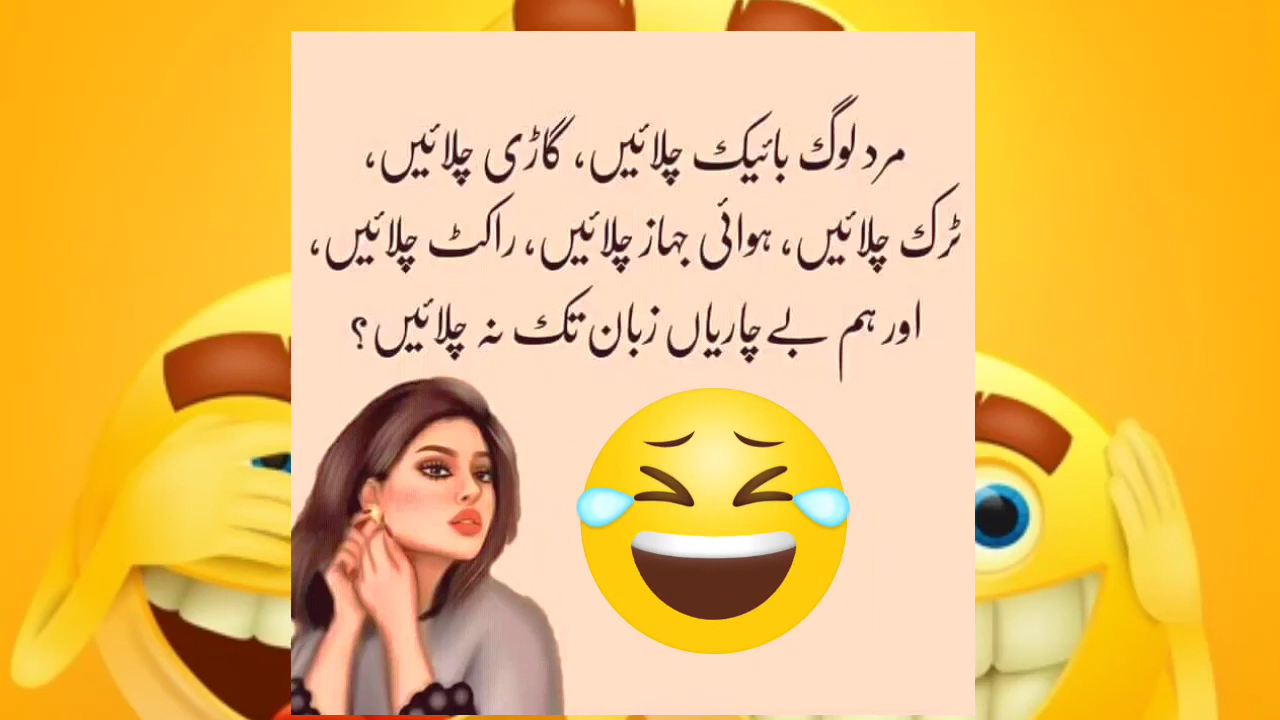 مرد لوگ بائیک چلائیں، گاڑی چلائیں،
ٹرک چلائیں، ہوائی جہاز چلائیں، راکٹ چلائیں،
اور ہم بے چاریاں زبان تک نہ چلائیں؟